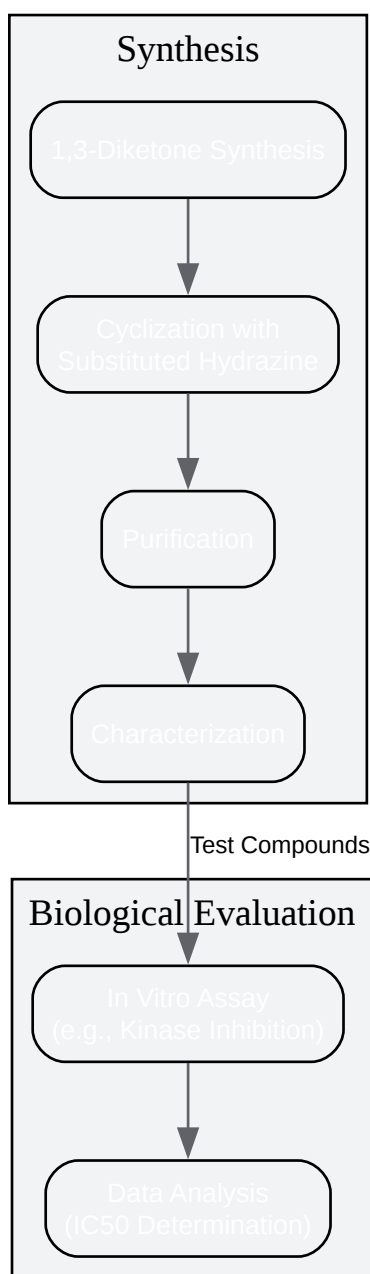 Synthesis
1,3-Diketone Synthesis
Cyclization with
Substituted Hydrazine
Purification
Characterization
Test Compounds
Biological Evaluation
In Vitro Assay
(e.g., Kinase Inhibition)
Data Analysis
(IC50 Determination)